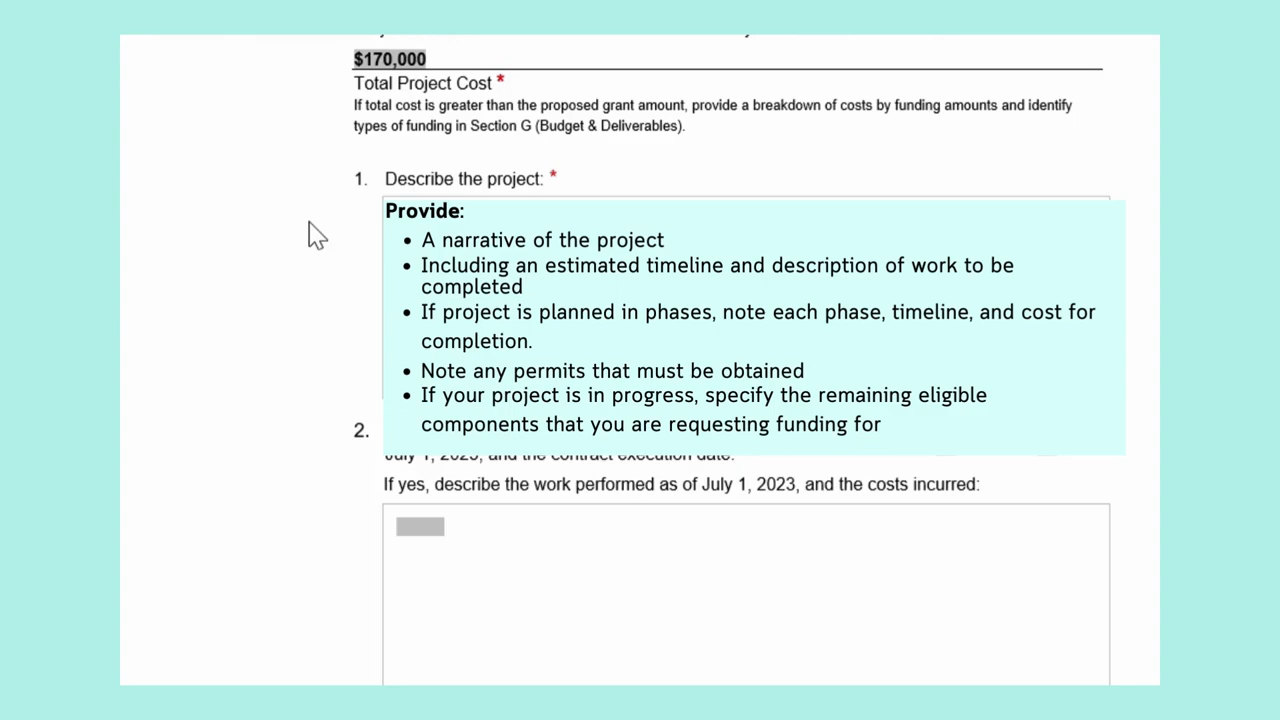 $170,000
Total Project Cost *
If total cost is greater than the proposed grant amount, provide a breakdown of costs by funding amounts and identify
types of funding in Section G (Budget & Deliverables).
1. Describe the project: *
Provide:
• A narrative of the project
• Including an estimated timeline and description of work to be
completed
• If project is planned in phases, note each phase, timeline, and cost for
completion.
• Note any permits that must be obtained
• If your project is in progress, specify the remaining eligible
components that you are requesting funding for
2.
July 1, 2023, and the contract execution date.
If yes, describe the work performed as of July 1, 2023, and the costs incurred: